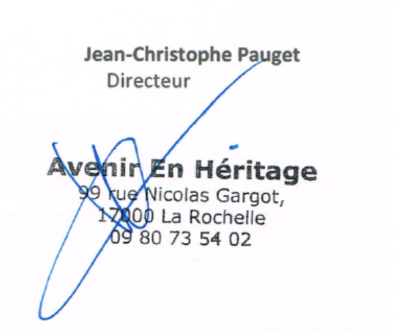 Jean-Christophe Pauget
Directeur
Avenir En Héritage
99 rue Nicolas Gargot,
17000 La Rochelle
09 80 73 54 02